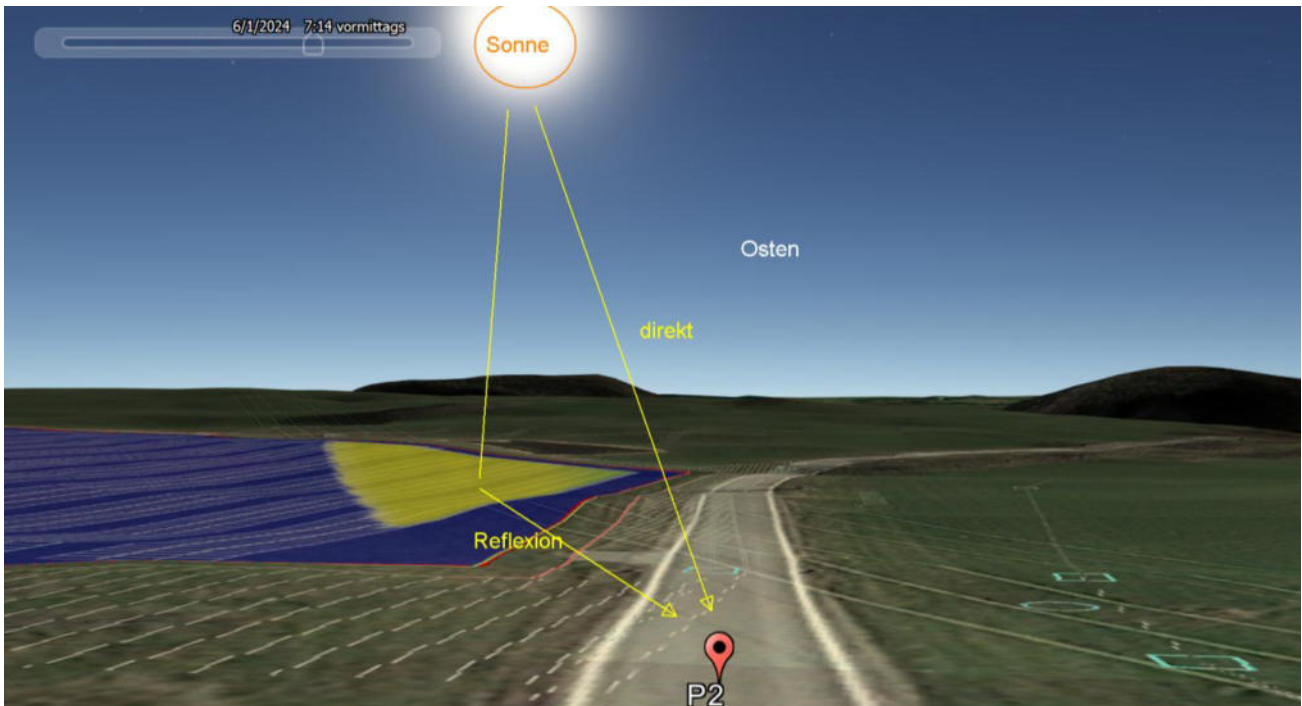 6/1/2024 7:14 vormittags
Sonne
Osten
direkt
Reflexion
P2